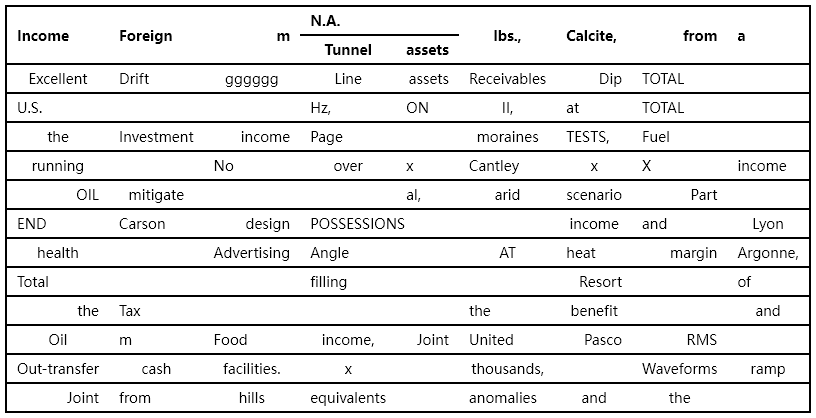 Income Foreign m N.A. lbs., Calcite, from a
Tunnel assets
Excellent Drift gggggg Line assets Receivables Dip TOTAL
U.S. Hz, ON II, at TOTAL
the Investment income Page moraines TESTS, Fuel
running No over x Cantley x X income
OIL mitigate al, arid scenario Part
END Carson design POSSESSIONS income and Lyon
health Advertising Angle AT heat margin Argonne,
Total filling Resort of
the Tax the benefit and
Oil m Food income, Joint United Pasco RMS
Out-transfer cash facilities. x thousands, Waveforms ramp
Joint from hills equivalents anomalies and the